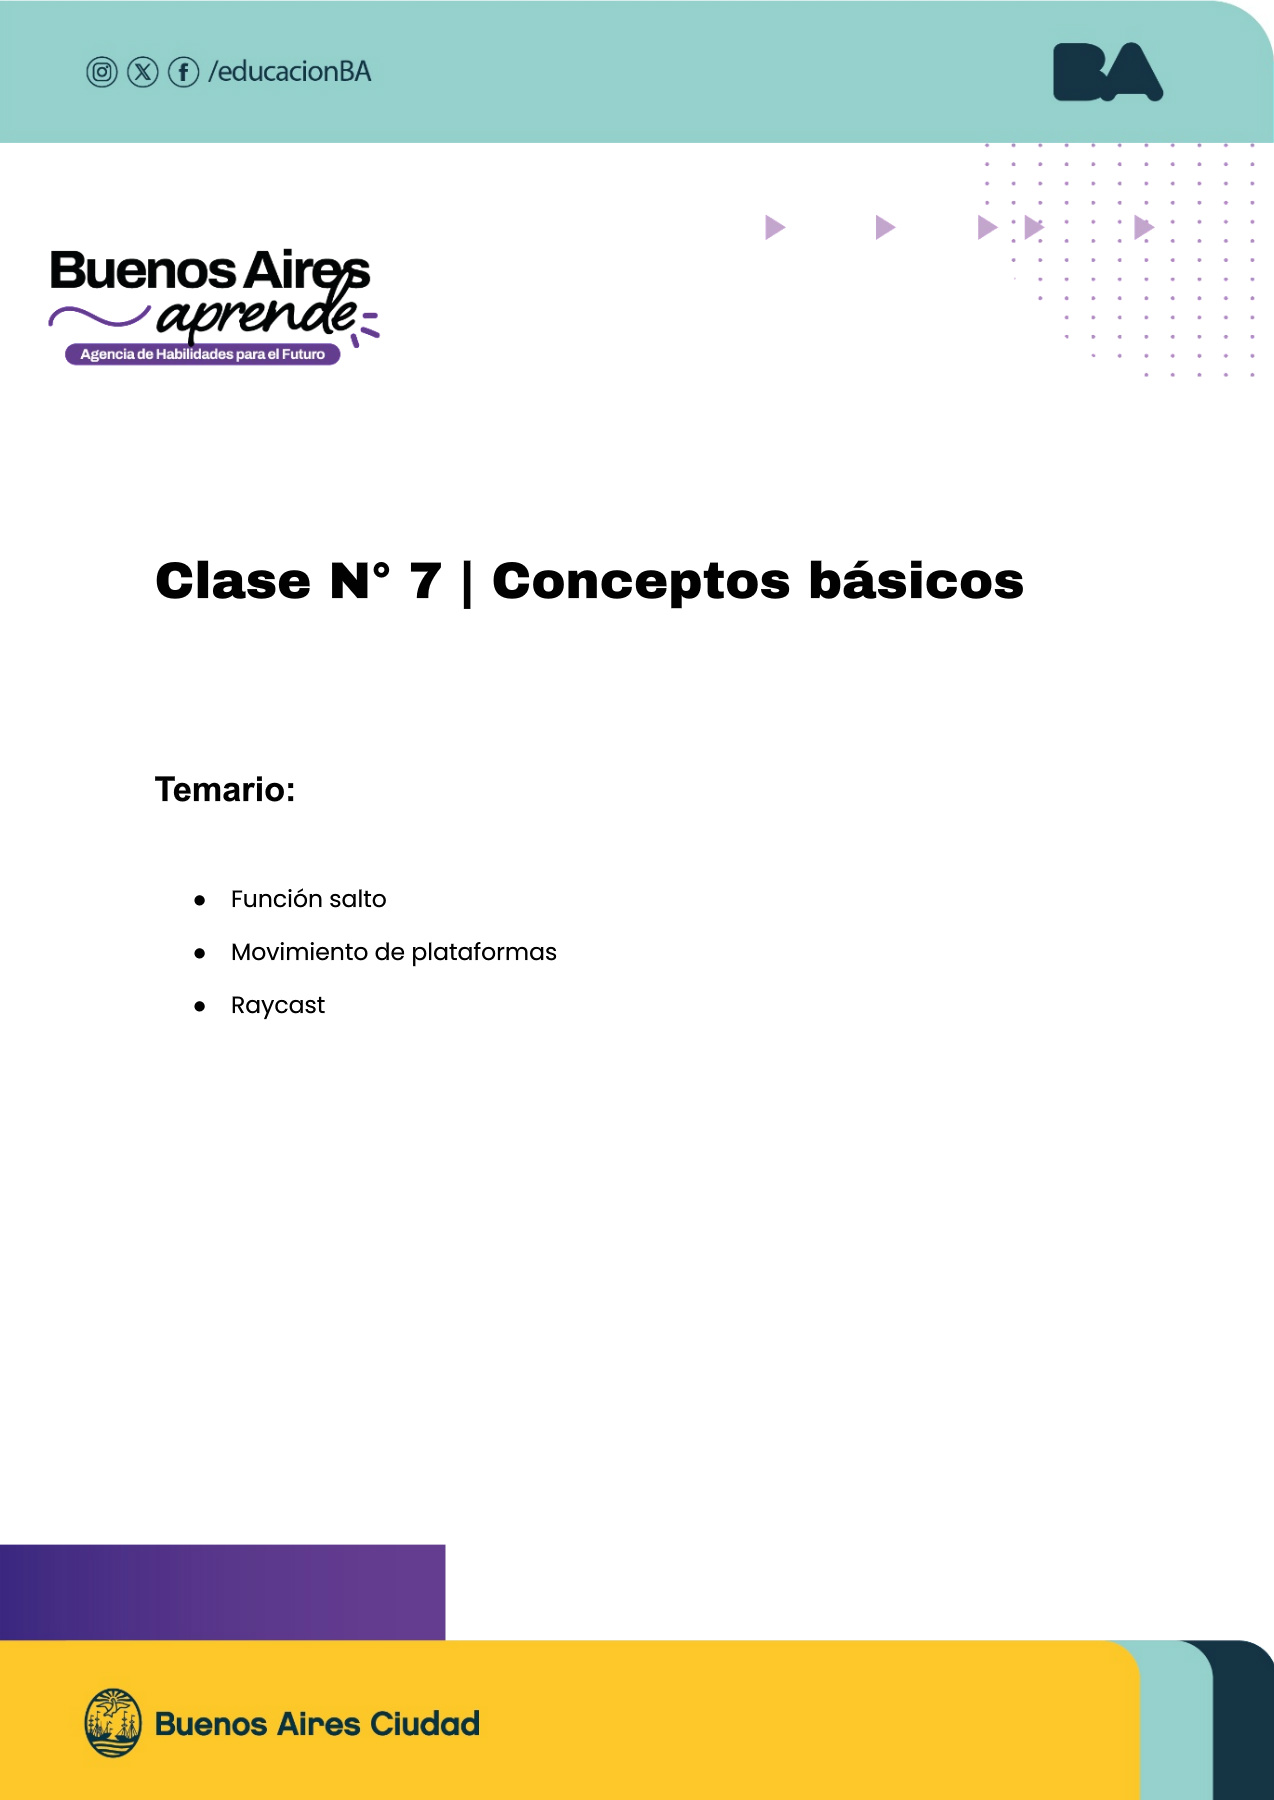 /educacionBA
BA
Buenos Aires
aprende
Agencia de Habilidades para el Futuro
Clase N° 7 | Conceptos básicos
Temario:
● Función salto
● Movimiento de plataformas
● Raycast
Buenos Aires Ciudad